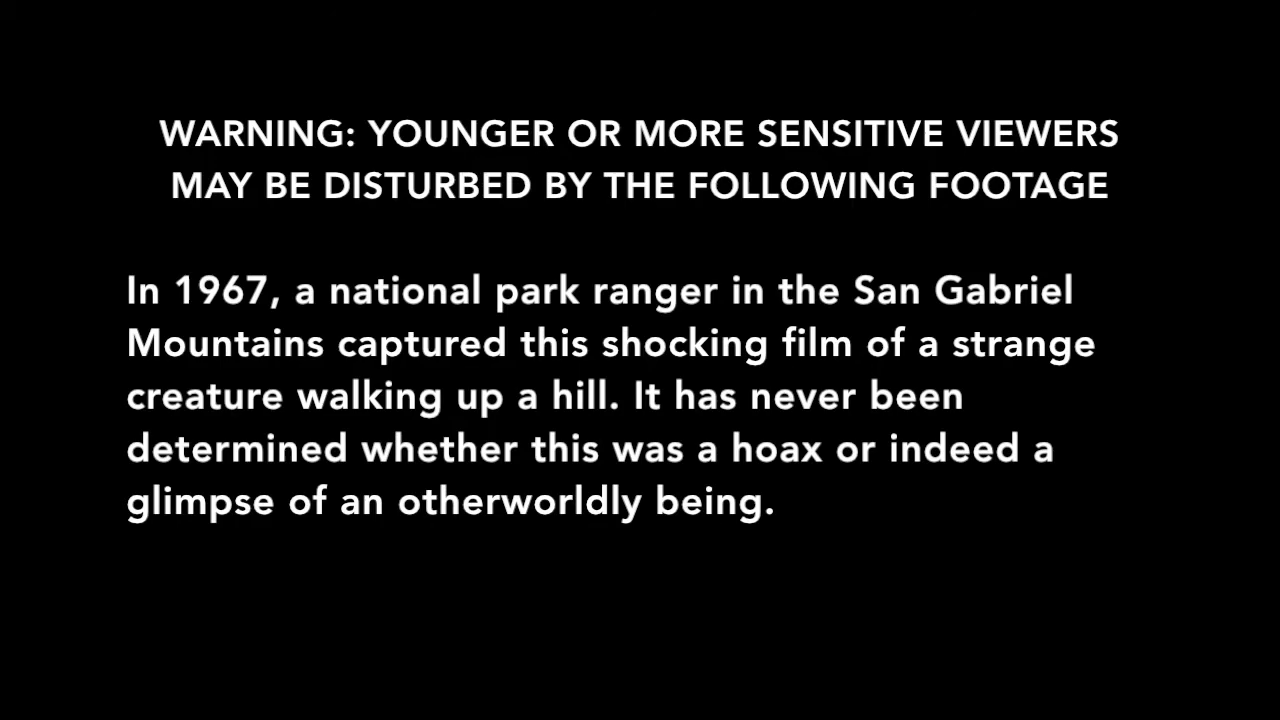 WARNING: YOUNGER OR MORE SENSITIVE VIEWERS
MAY BE DISTURBED BY THE FOLLOWING FOOTAGE
In 1967, a national park ranger in the San Gabriel
Mountains captured this shocking film of a strange
creature walking up a hill. It has never been
determined whether this was a hoax or indeed a
glimpse of an otherworldly being.